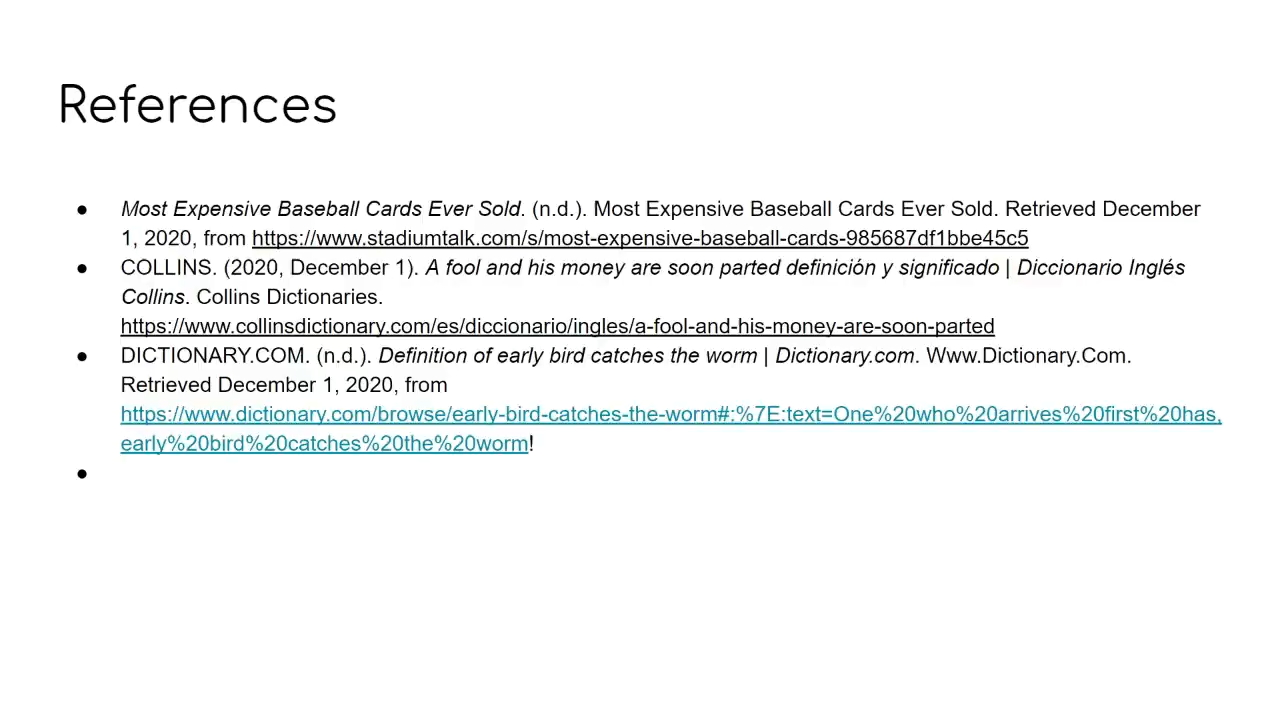 References
● Most Expensive Baseball Cards Ever Sold. (n.d.). Most Expensive Baseball Cards Ever Sold. Retrieved December
1, 2020, from https://www.stadiumtalk.com/s/most-expensive-baseball-cards-985687df1bbe45c5
● COLLINS. (2020, December 1). A fool and his money are soon parted definición y significado | Diccionario Inglés
Collins. Collins Dictionaries.
https://www.collinsdictionary.com/es/diccionario/ingles/a-fool-and-his-money-are-soon-parted
● DICTIONARY.COM. (n.d.). Definition of early bird catches the worm | Dictionary.com. Www.Dictionary.Com.
Retrieved December 1, 2020, from
https://www.dictionary.com/browse/early-bird-catches-the-worm#:%7E:text=One%20who%20arrives%20first%20has,
early%20bird%20catches%20the%20worm!
●